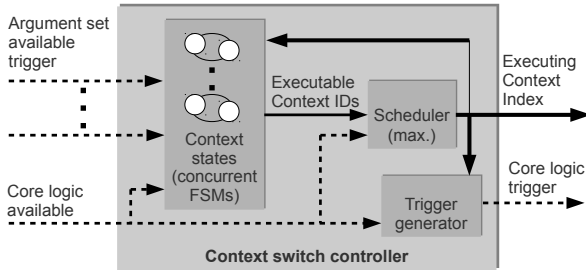 Argument set
available
trigger
Core logic
available
Context
states
(concurrent
FSMs)
Executable
Context IDs
Scheduler
(max.)
Trigger
generator
Executing
Context
Index
Core logic
trigger
Context switch controller